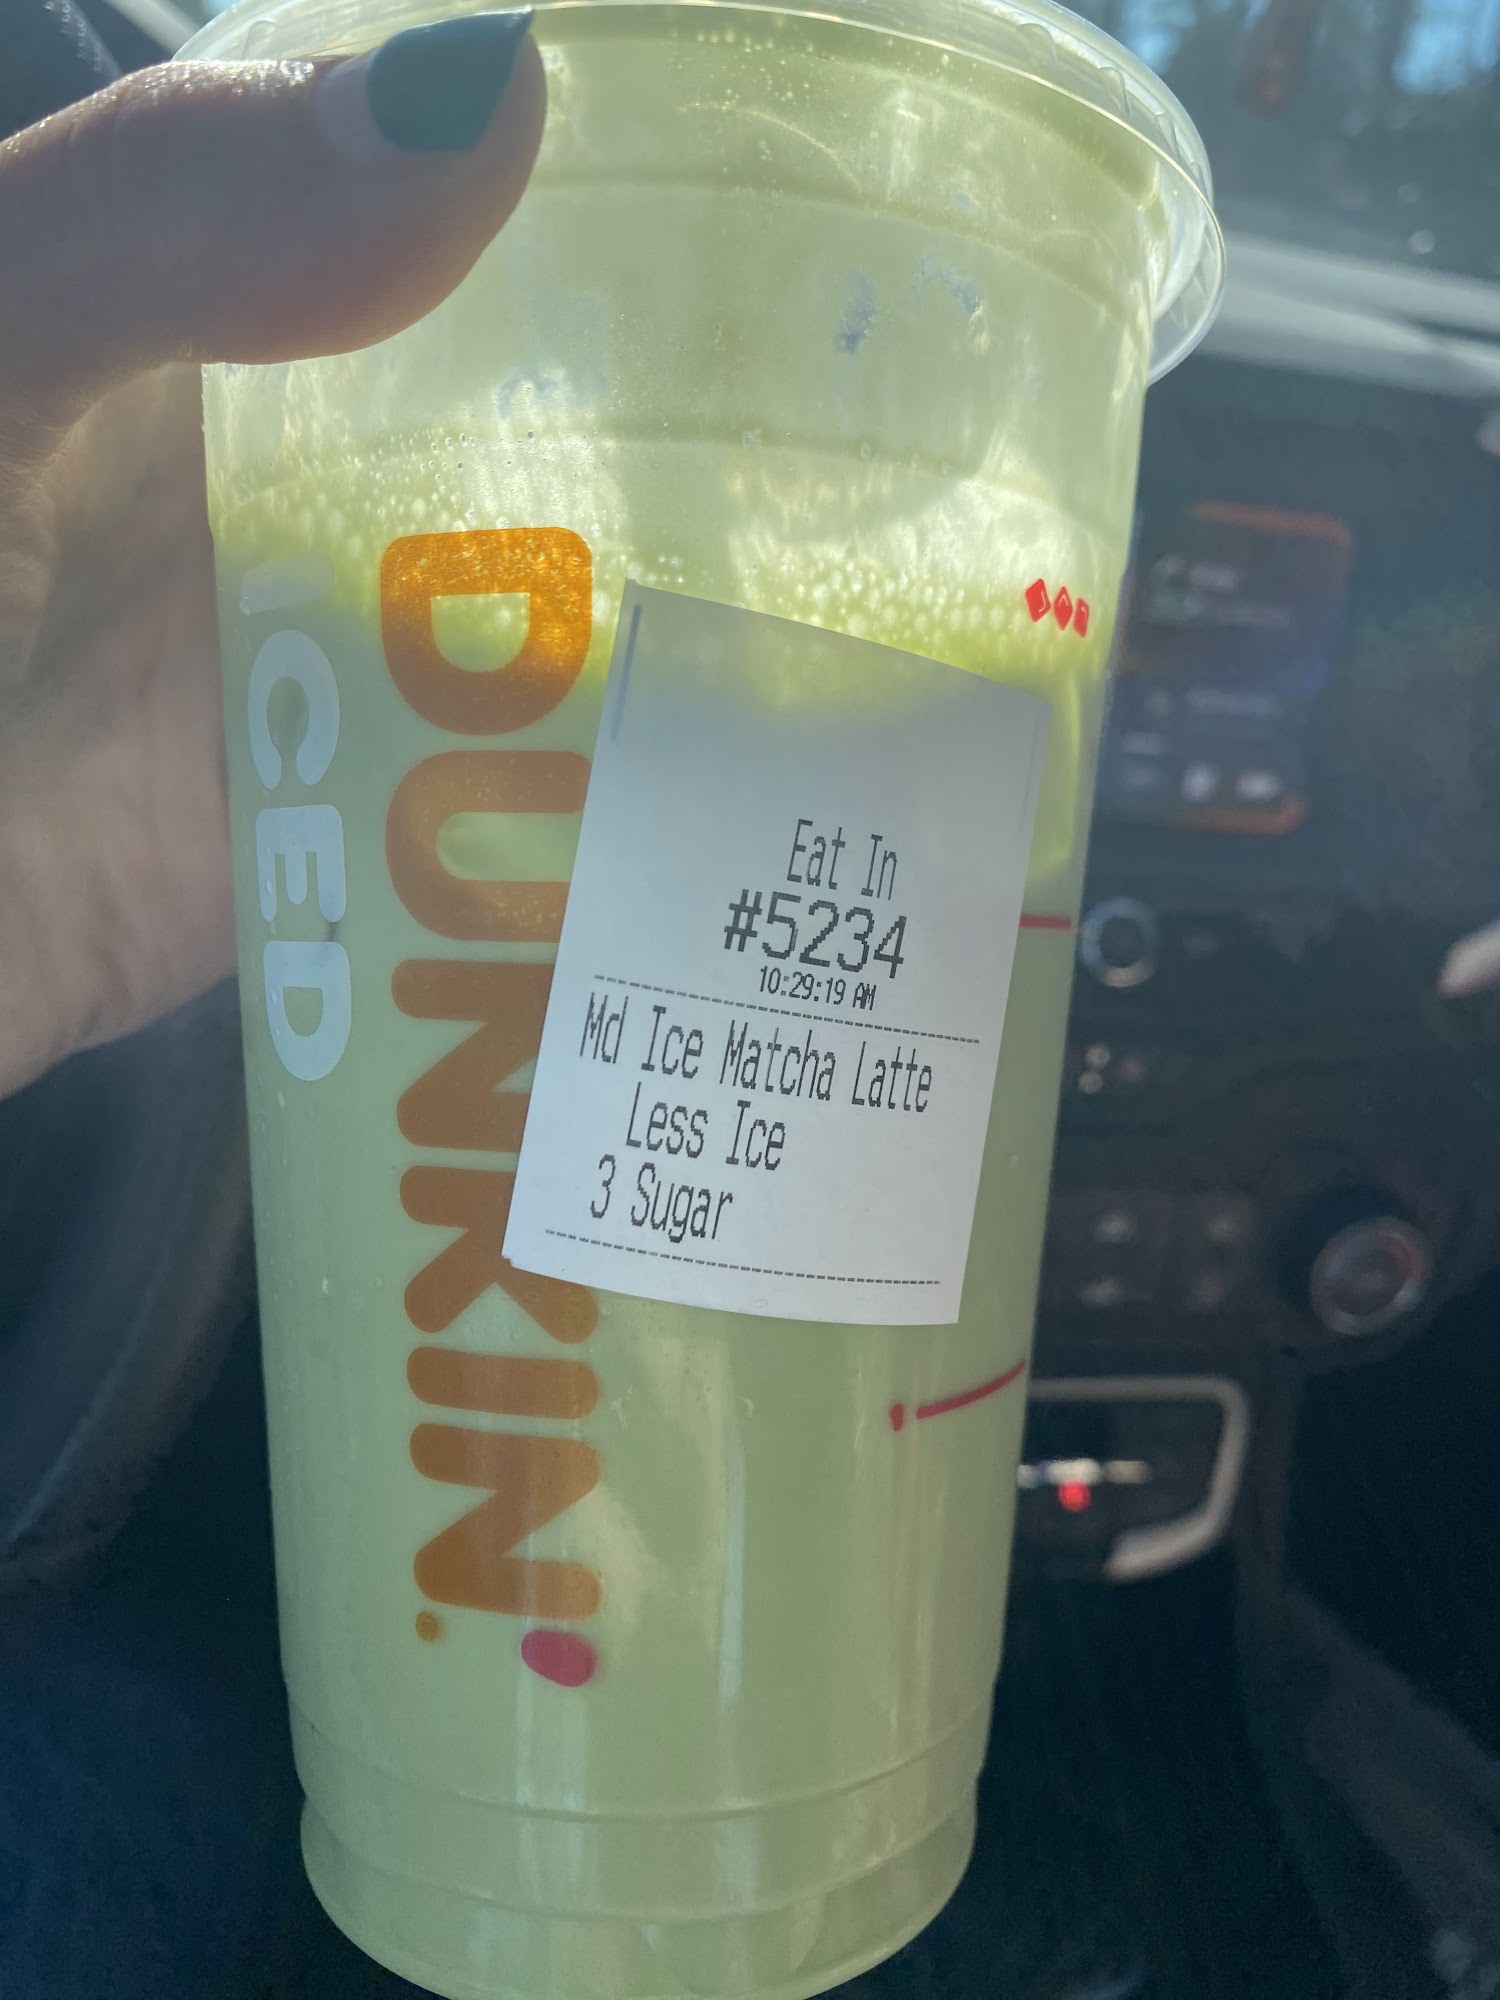 ICED
DUNKIN'
Eat In
#5234
10:29:19 AM
Md Ice Matcha Latte
Less Ice
3 Sugar